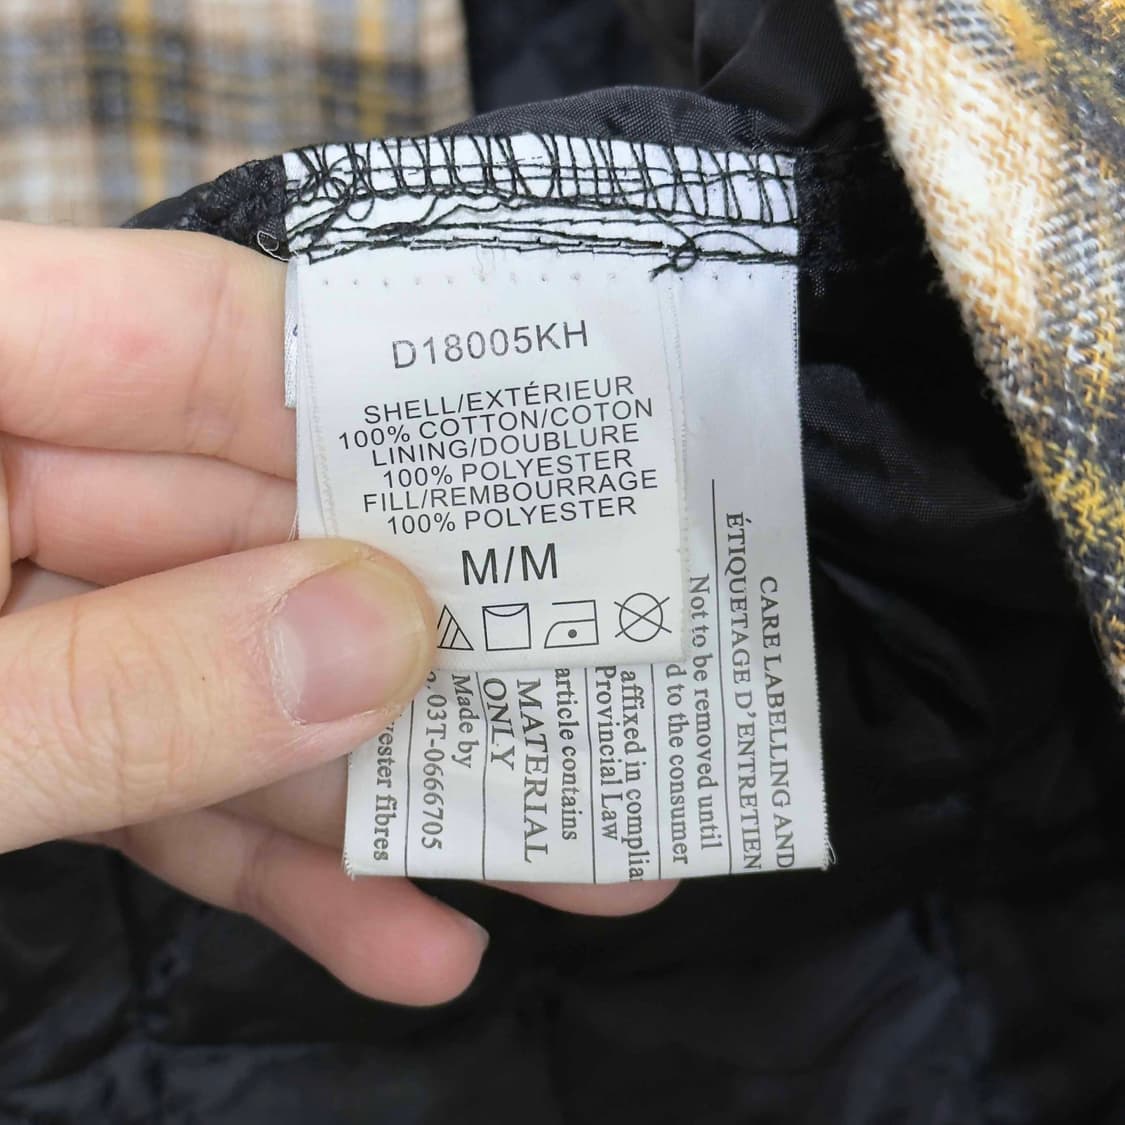 D18005KH
SHELL/EXTÉRIEUR
100% COTTON/COTON
LINING/DOUBLURE
100% POLYESTER
FILL/REMBOURRAGE
100% POLYESTER
M/M
CARE LABELLING AND
ÉTIQUETAGE D'ENTRETIEN
Not to be removed until
d to the consumer
affixed in complia
Provincial Law
article contains
MATERIAL
ONLY
Made by
03T-0666705
yester fibres